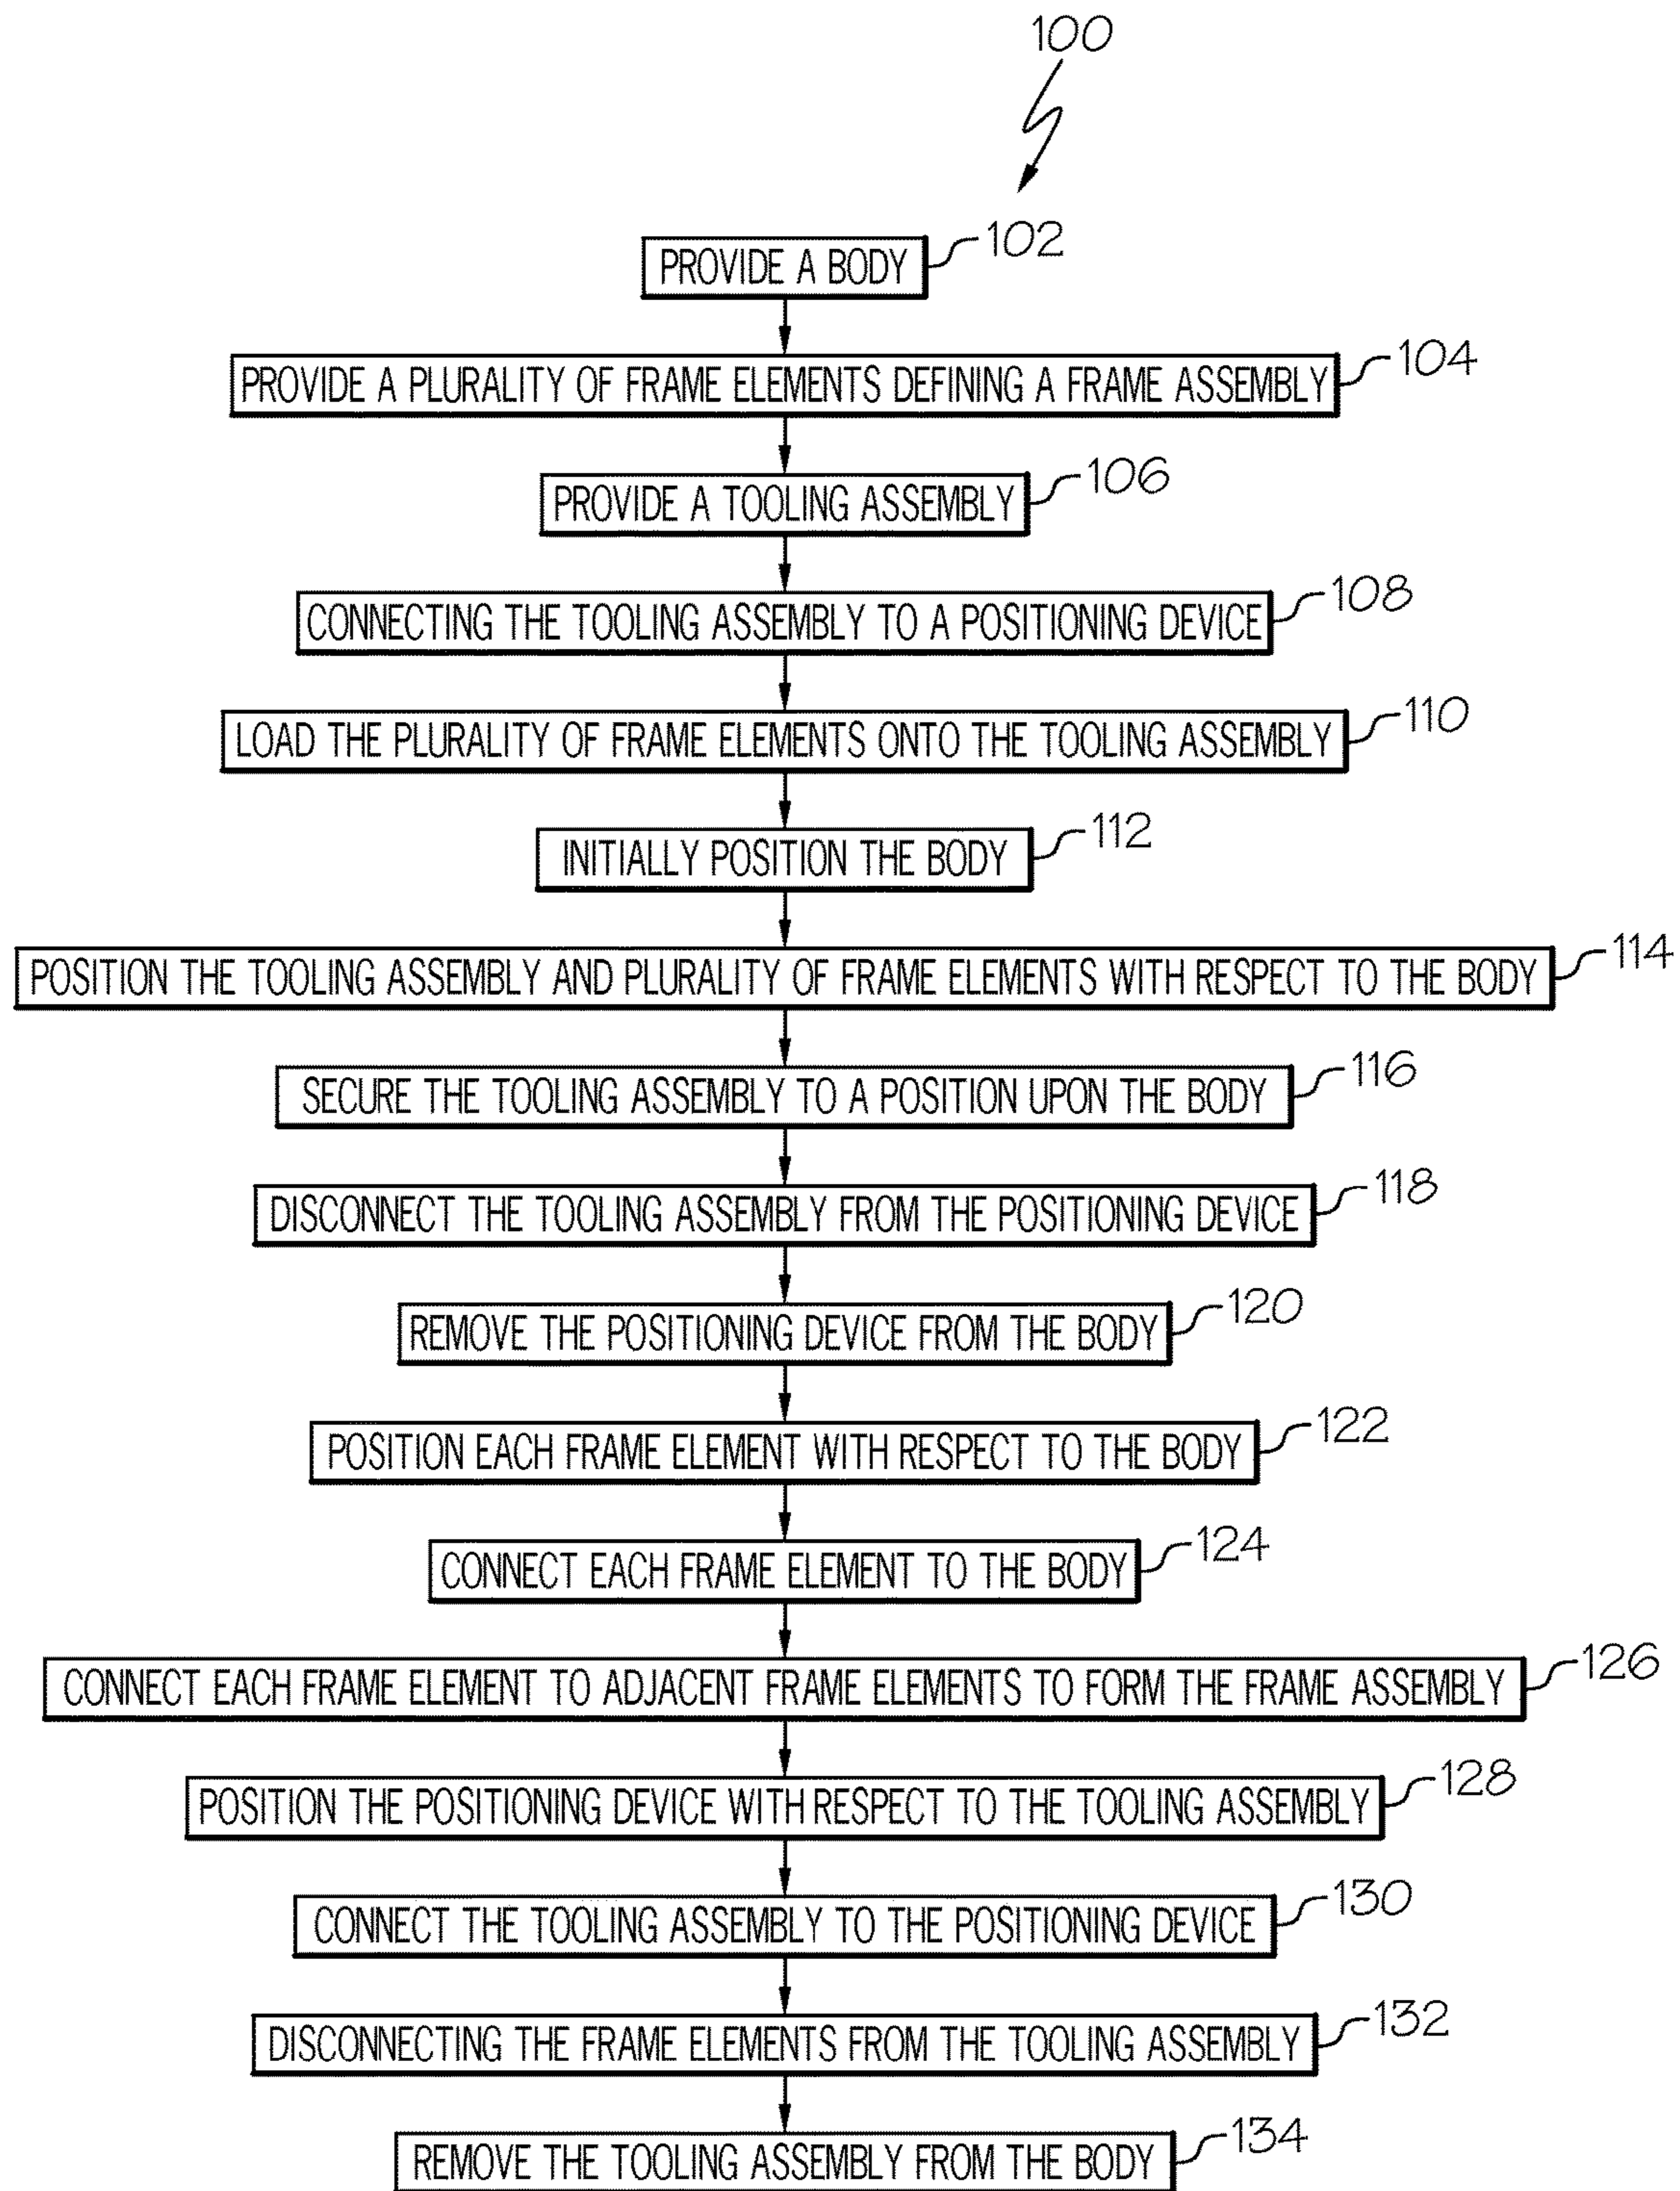 100
PROVIDE A BODY 102
PROVIDE A PLURALITY OF FRAME ELEMENTS DEFINING A FRAME ASSEMBLY 104
PROVIDE A TOOLING ASSEMBLY 106
CONNECTING THE TOOLING ASSEMBLY TO A POSITIONING DEVICE 108
LOAD THE PLURALITY OF FRAME ELEMENTS ONTO THE TOOLING ASSEMBLY 110
INITIALLY POSITION THE BODY 112
POSITION THE TOOLING ASSEMBLY AND PLURALITY OF FRAME ELEMENTS WITH RESPECT TO THE BODY 114
SECURE THE TOOLING ASSEMBLY TO A POSITION UPON THE BODY 116
DISCONNECT THE TOOLING ASSEMBLY FROM THE POSITIONING DEVICE 118
REMOVE THE POSITIONING DEVICE FROM THE BODY 120
POSITION EACH FRAME ELEMENT WITH RESPECT TO THE BODY 122
CONNECT EACH FRAME ELEMENT TO THE BODY 124
CONNECT EACH FRAME ELEMENT TO ADJACENT FRAME ELEMENTS TO FORM THE FRAME ASSEMBLY 126
POSITION THE POSITIONING DEVICE WITH RESPECT TO THE TOOLING ASSEMBLY 128
CONNECT THE TOOLING ASSEMBLY TO THE POSITIONING DEVICE 130
DISCONNECTING THE FRAME ELEMENTS FROM THE TOOLING ASSEMBLY 132
REMOVE THE TOOLING ASSEMBLY FROM THE BODY 134